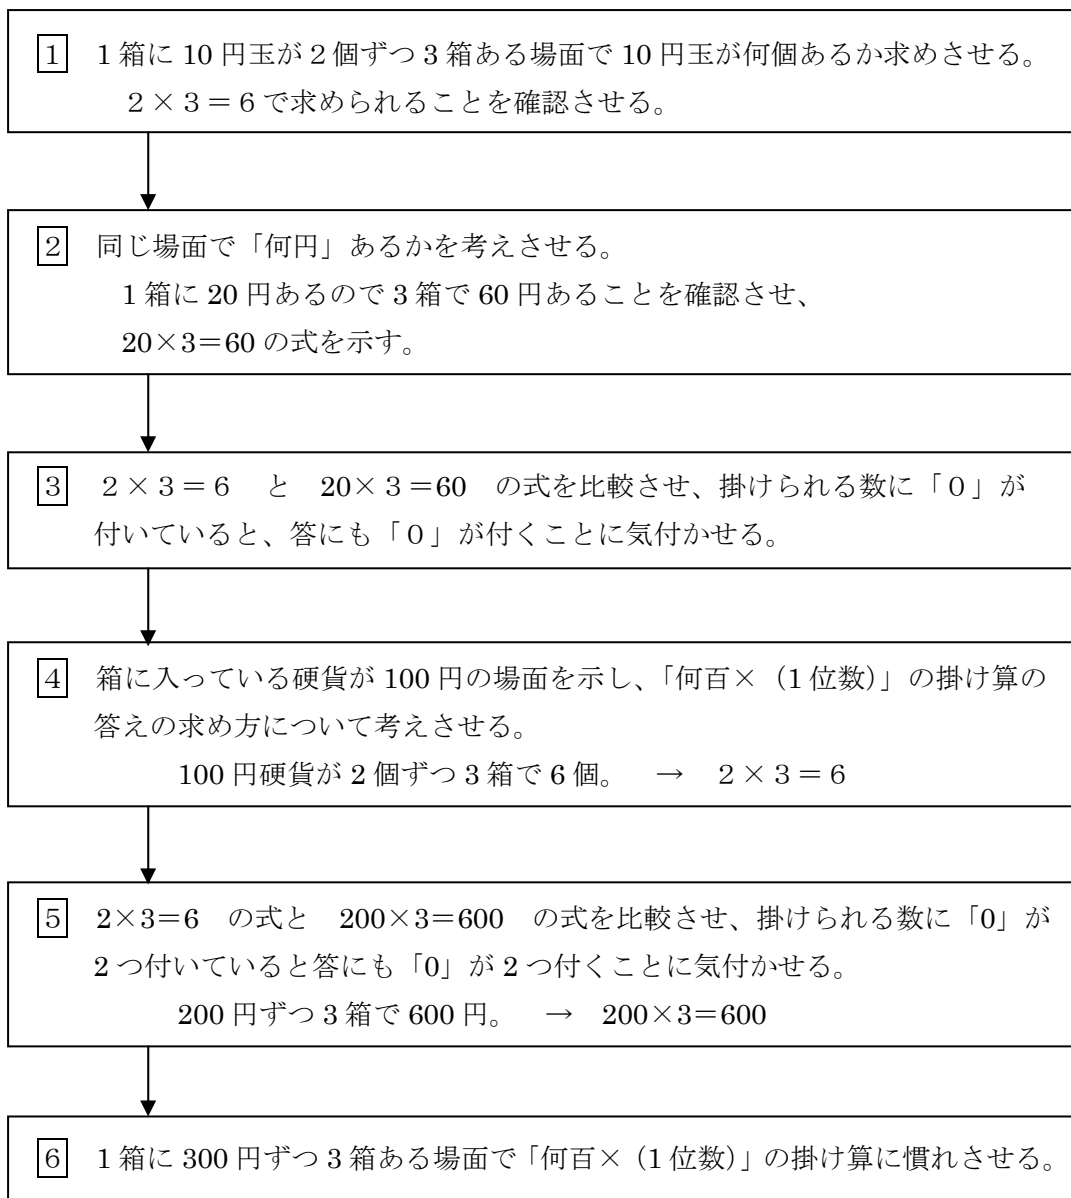 1 1箱に10円玉が2個ずつ3箱ある場面で10円玉が何個あるか求めさせる。
2×3=6で求められることを確認させる。
2 同じ場面で「何円」あるかを考えさせる。
1箱に20円あるので3箱で60円あることを確認させ、
20×3=60の式を示す。
3 2×3=6 と 20×3=60 の式を比較させ、掛けられる数に「0」が
付いていると、答にも「0」が付くことに気付かせる。
4 箱に入っている硬貨が100円の場面を示し、「何百×(1位数)」の掛け算の
答えの求め方について考えさせる。
100円硬貨が2個ずつ3箱で6個。 → 2×3=6
5 2×3=6 の式と 200×3=600 の式を比較させ、掛けられる数に「0」が
2つ付いていると答にも「0」が2つ付くことに気付かせる。
200円ずつ3箱で600円。 → 200×3=600
6 1箱に300円ずつ3箱ある場面で「何百×(1位数)」の掛け算に慣れさせる。